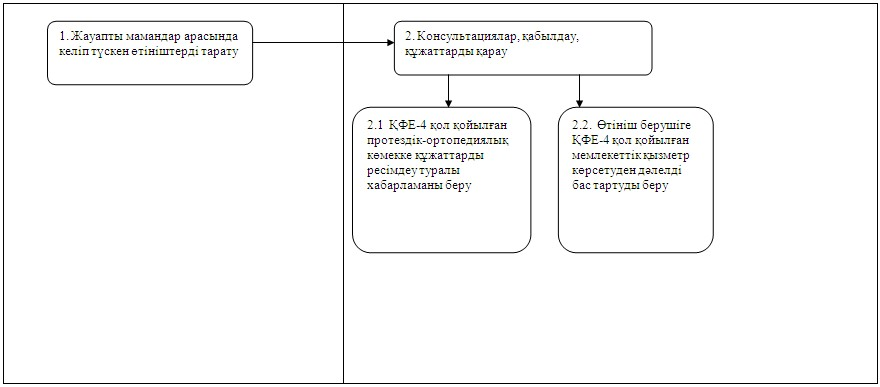 1. Жауапты мамандар арасында
келіп түскен өтініштерді тарату
2. Консультациялар, қабылдау,
құжаттарды қарау
2.1 ҚФЕ-4 қол қойылған
протездік-ортопедиялық
көмекке құжаттарды
ресімдеу туралы
хабарламаны беру
2.2. Өтініш берушіге
ҚФЕ-4 қол қойылған
мемлекеттік қызметр
көрсетуден дәлелді
бас тартуды беру